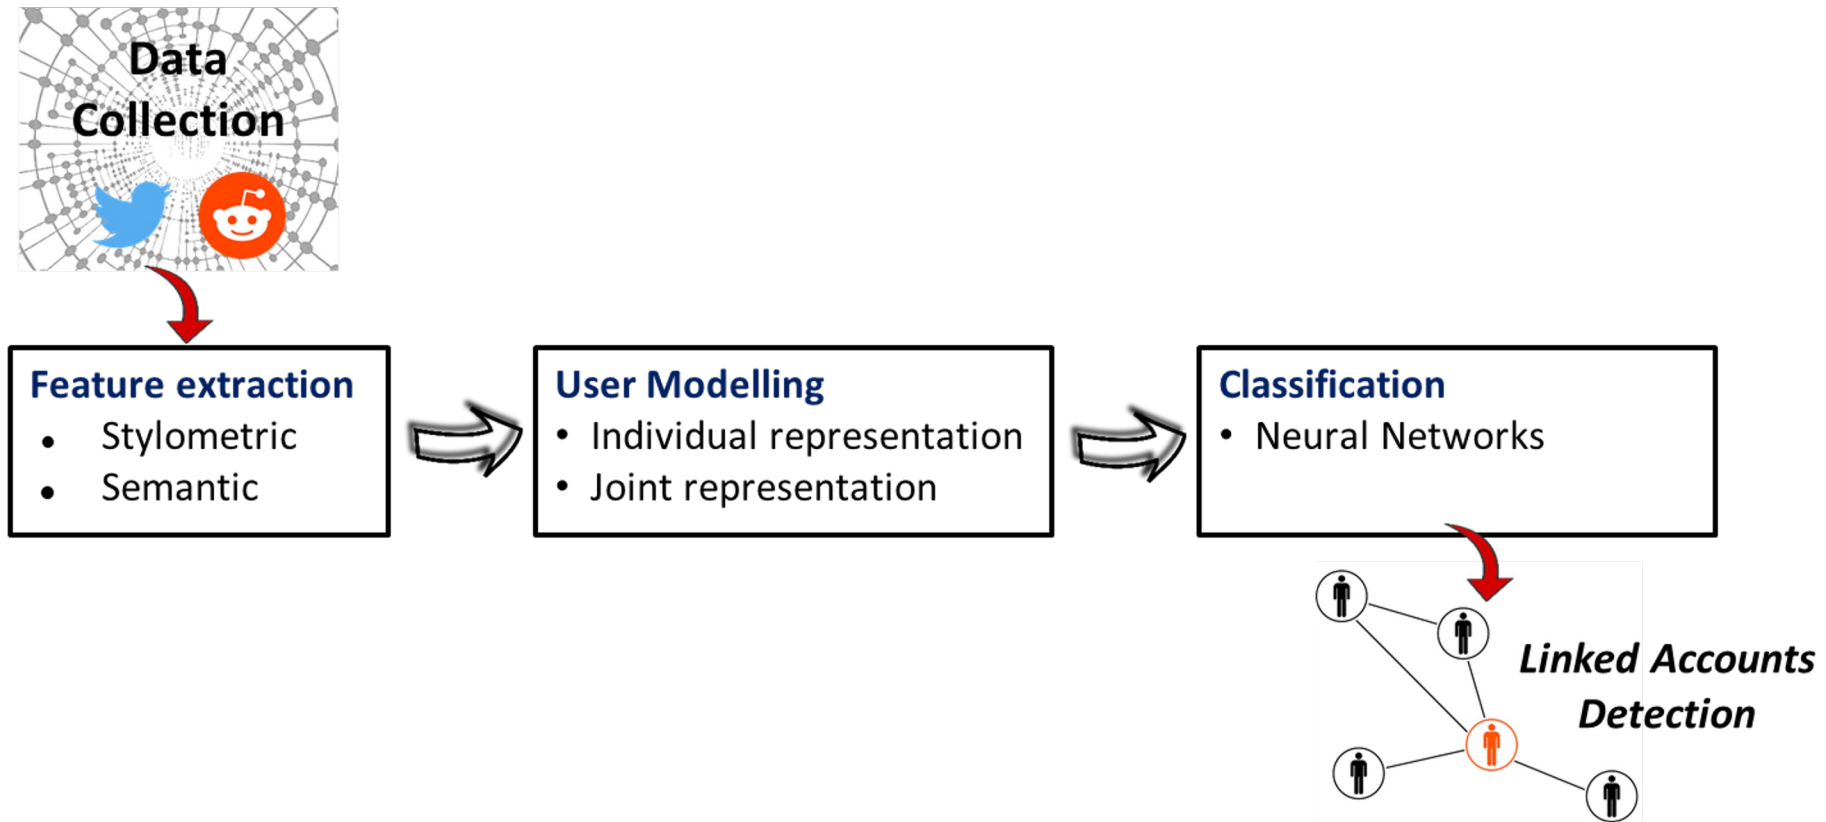 Data
Collection
Feature extraction
• Stylometric
• Semantic
User Modelling
• Individual representation
• Joint representation
Classification
• Neural Networks
Linked Accounts
Detection